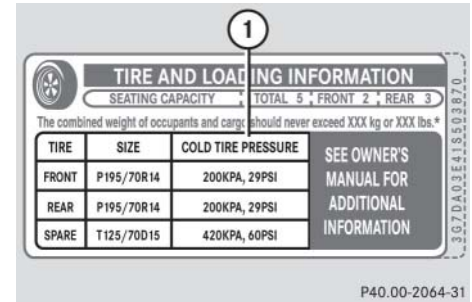 1
TIRE AND LOADING INFORMATION
SEATING CAPACITY TOTAL 5 FRONT 2 REAR 3
The combined weight of occupants and cargo should never exceed XXX kg or XXX lbs.*
TIRE SIZE COLD TIRE PRESSURE
FRONT P195/70R14 200KPA, 29PSI
REAR P195/70R14 200KPA, 29PSI
SPARE T125/70D15 420KPA, 60PSI
SEE OWNER'S
MANUAL FOR
ADDITIONAL
INFORMATION
3G7DA03E41S503870
P40.00-2064-31